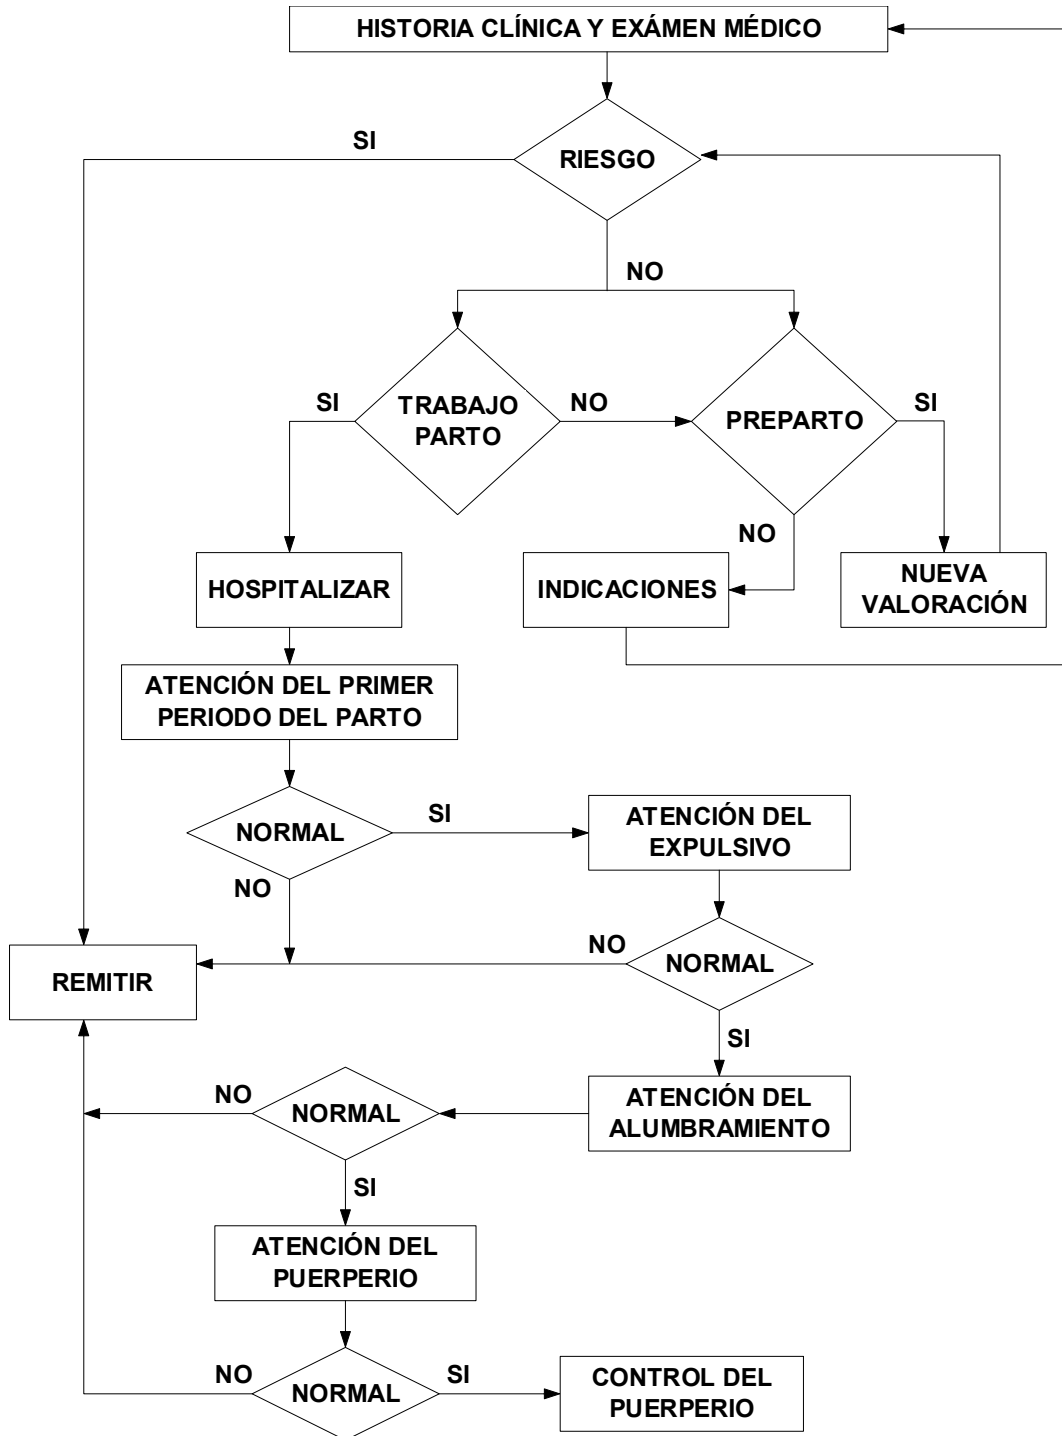 HISTORIA CLÍNICA Y EXÁMEN MÉDICO
SI
RIESGO
NO
SI
TRABAJO
PARTO
NO
PREPARTO
SI
NO
HOSPITALIZAR
INDICACIONES
NUEVA
VALORACIÓN
ATENCIÓN DEL PRIMER
PERIODO DEL PARTO
NORMAL
SI
ATENCIÓN DEL
EXPULSIVO
NO
NO
NORMAL
REMITIR
SI
NO
NORMAL
ATENCIÓN DEL
ALUMBRAMIENTO
SI
ATENCIÓN DEL
PUERPERIO
NO
NORMAL
SI
CONTROL DEL
PUERPERIO